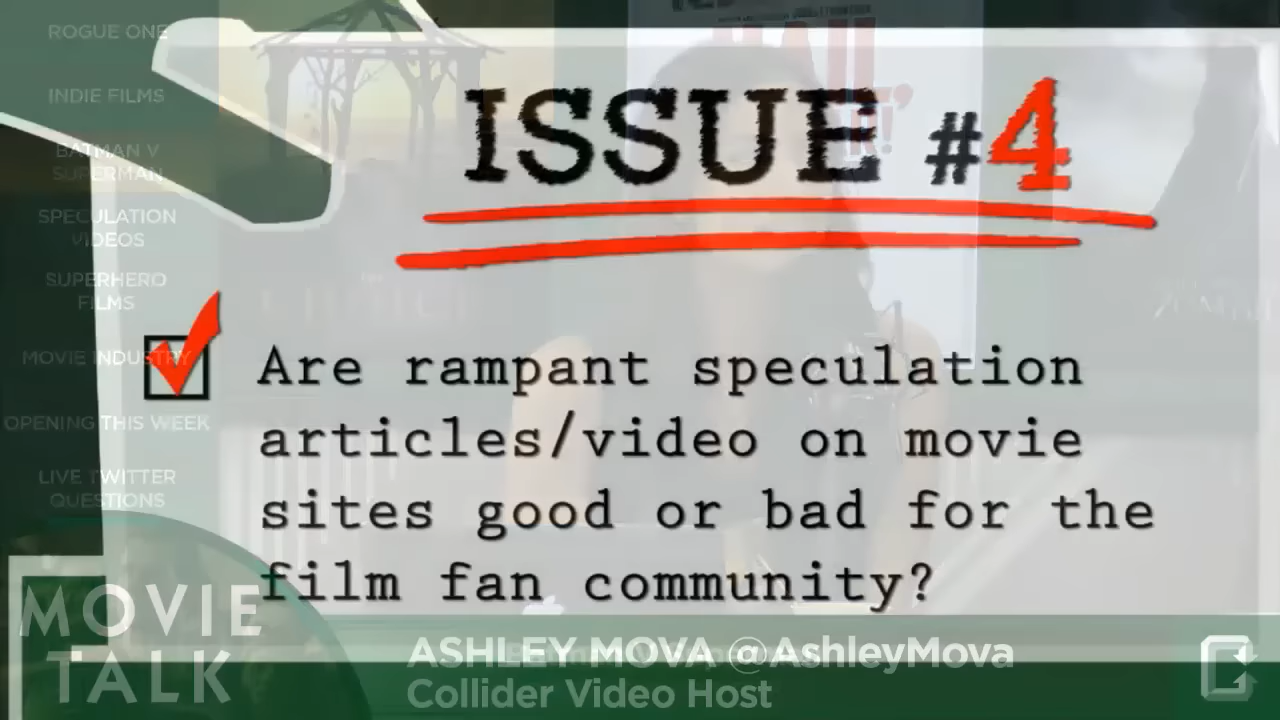 ROGUE ONE
INDIE FILMS
BATMAN V
SUPERMAN
SPECULATION
VIDEOS
SUPERHERO
FILMS
MOVIE INDUSTRY
OPENING THIS WEEK
LIVE TWITTER
QUESTIONS
ISSUE #4
Are rampant speculation
articles/video on movie
sites good or bad for the
film fan community?
MOVIE
TALK
ASHLEY MOVA @AshleyMova
Collider Video Host